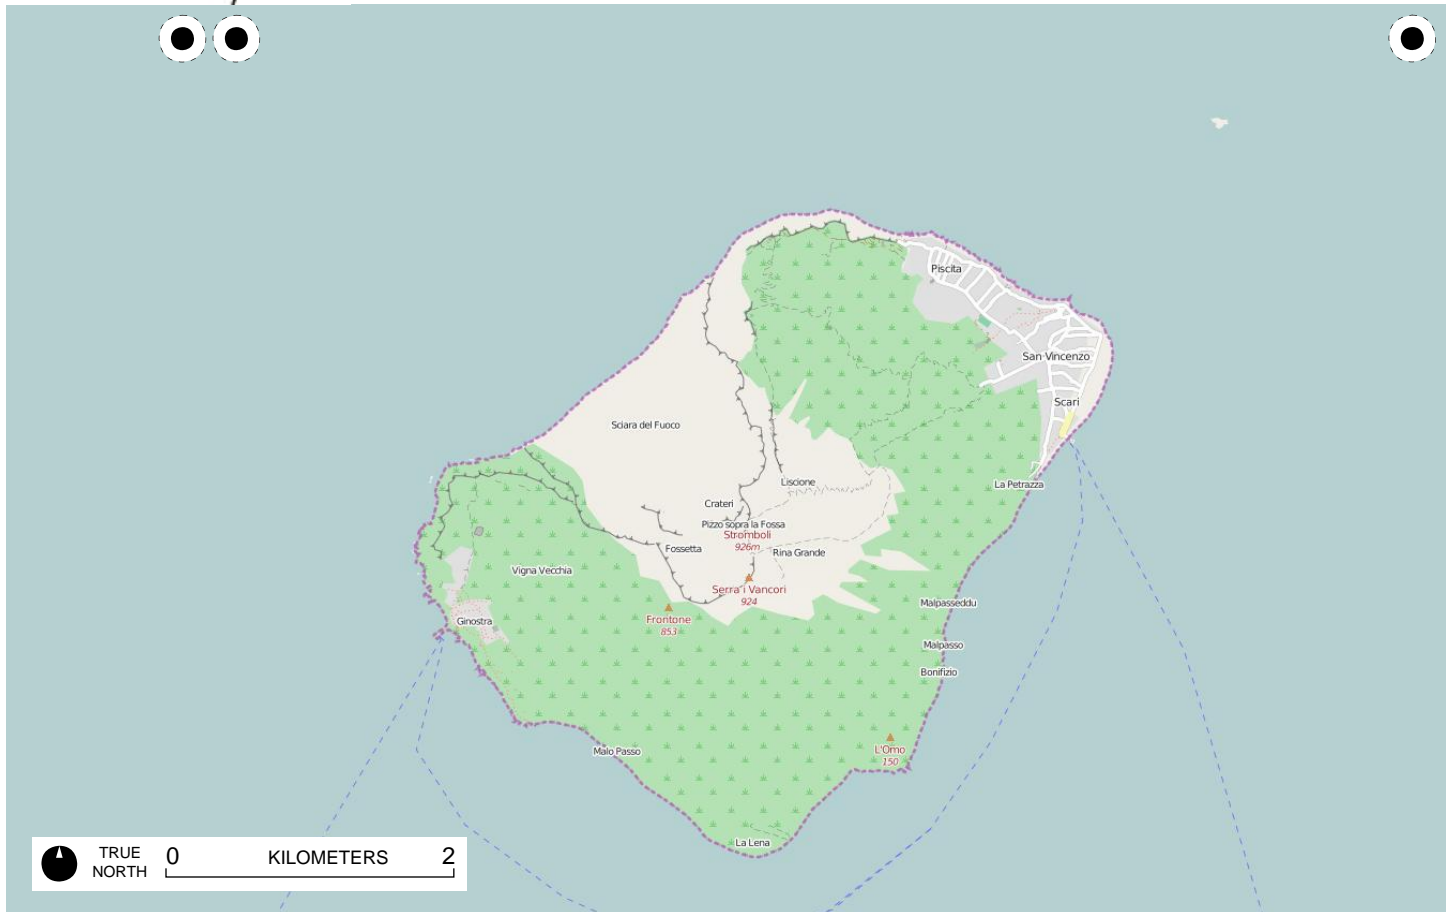 Piscita
San Vincenzo
Scari
Sciara del Fuoco
Liscione
La Petrazza
Crateri
Pizzo sopra la Fossa
Stromboli
926m
Fossetta
Rina Grande
Vigna Vecchia
Serra i Vancori
924
Malpasseddu
Frontone
853
Ginostra
Malpasso
Bonifizio
L'Omo
150
Malo Passo
La Lena
TRUE
NORTH
0 KILOMETERS 2